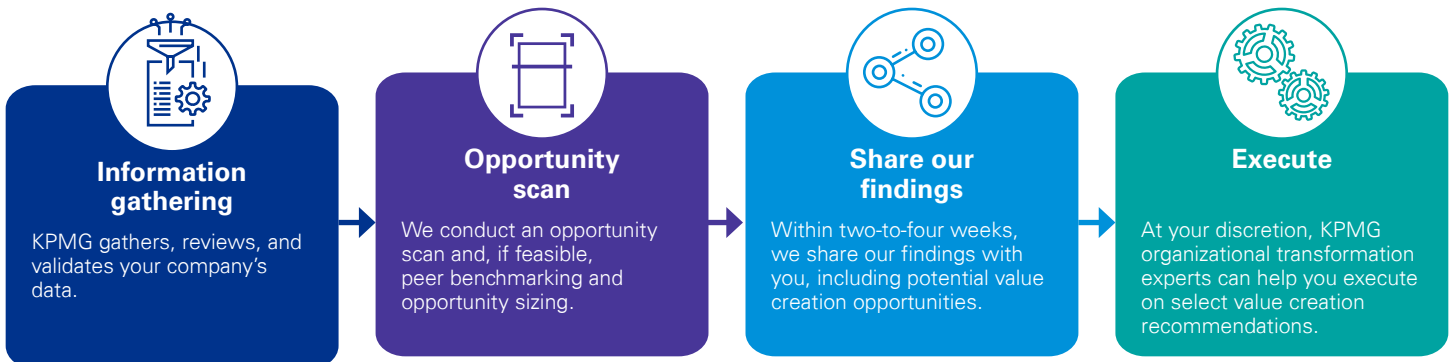 Information
gathering
KPMG gathers, reviews, and
validates your company’s
data.
Opportunity
scan
We conduct an opportunity
scan and, if feasible,
peer benchmarking and
opportunity sizing.
Share our
findings
Within two-to-four weeks,
we share our findings with
you, including potential value
creation opportunities.
Execute
At your discretion, KPMG
organizational transformation
experts can help you execute
on select value creation
recommendations.